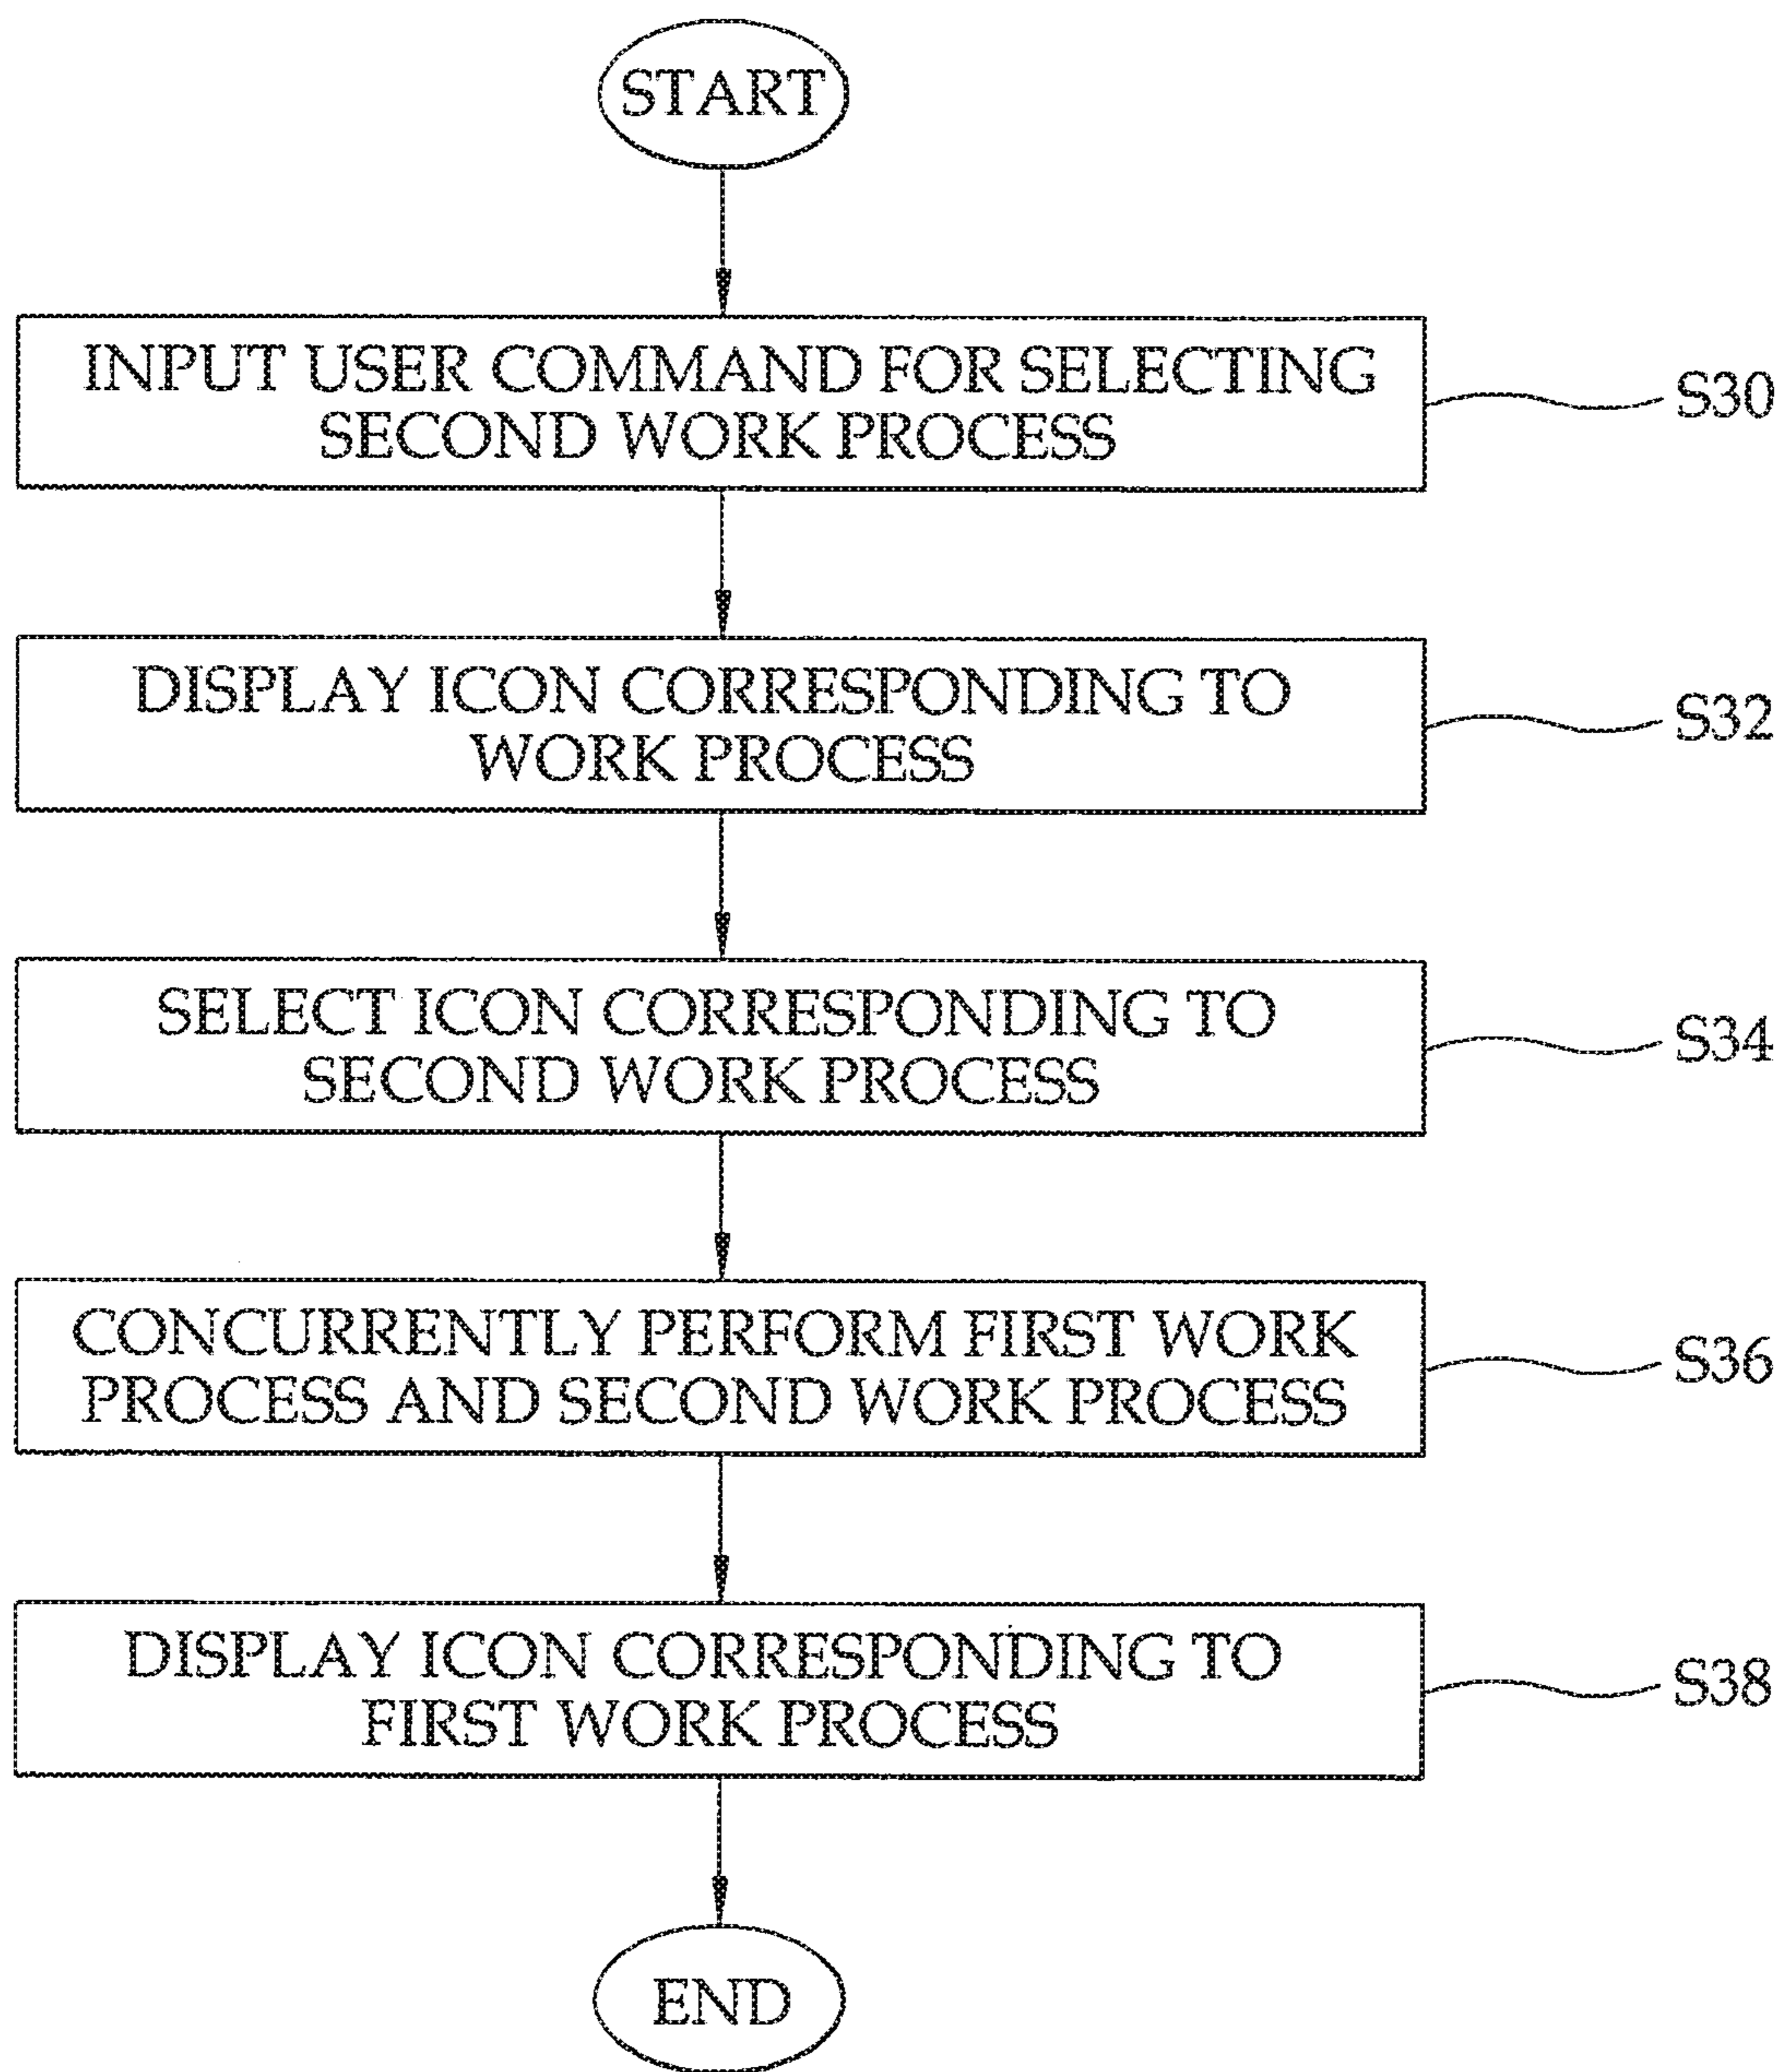 START
INPUT USER COMMAND FOR SELECTING
SECOND WORK PROCESS
S30
DISPLAY ICON CORRESPONDING TO
WORK PROCESS
S32
SELECT ICON CORRESPONDING TO
SECOND WORK PROCESS
S34
CONCURRENTLY PERFORM FIRST WORK
PROCESS AND SECOND WORK PROCESS
S36
DISPLAY ICON CORRESPONDING TO
FIRST WORK PROCESS
S38
END